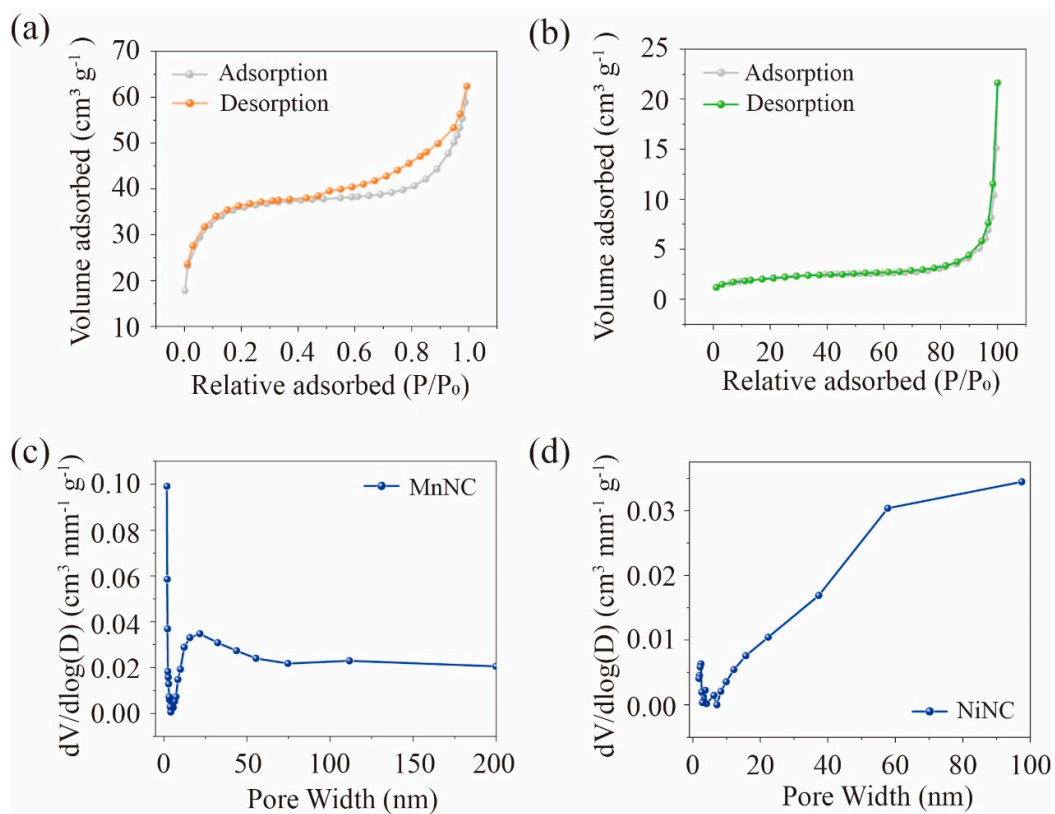 (a)
Volume adsorbed (cm³ g⁻¹)
70
60
50
40
30
20
10
Adsorption
Desorption
0.0 0.2 0.4 0.6 0.8 1.0
Relative adsorbed (P/P₀)
(b)
Volume adsorbed (cm³ g⁻¹)
25
20
15
10
5
0
Adsorption
Desorption
0 20 40 60 80 100
Relative adsorbed (P/P₀)
(c)
dV/dlog(D) (cm³ mm⁻¹ g⁻¹)
0.10
0.08
0.06
0.04
0.02
0.00
MnNC
0 50 100 150 200
Pore Width (nm)
(d)
dV/dlog(D) (cm³ mm⁻¹ g⁻¹)
0.03
0.02
0.01
0.00
NiNC
0 20 40 60 80 100
Pore Width (nm)